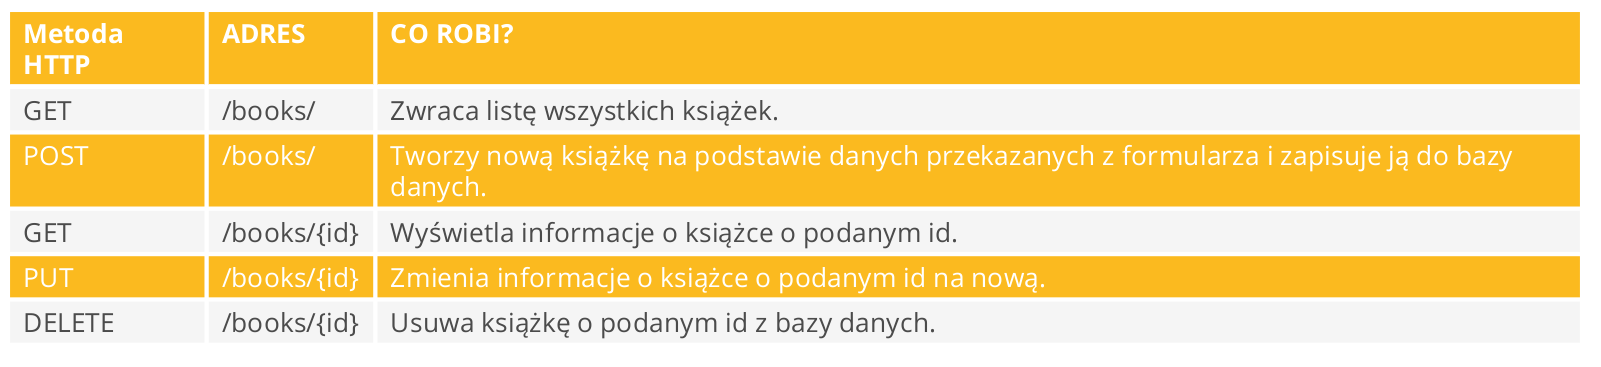 Metoda HTTP ADRES CO ROBI?
GET /books/ Zwraca listę wszystkich książek.
POST /books/ Tworzy nową książkę na podstawie danych przekazanych z formularza i zapisuje ją do bazy
danych.
GET /books/{id} Wyświetla informacje o książce o podanym id.
PUT /books/{id} Zmienia informacje o książce o podanym id na nową.
DELETE /books/{id} Usuwa książkę o podanym id z bazy danych.